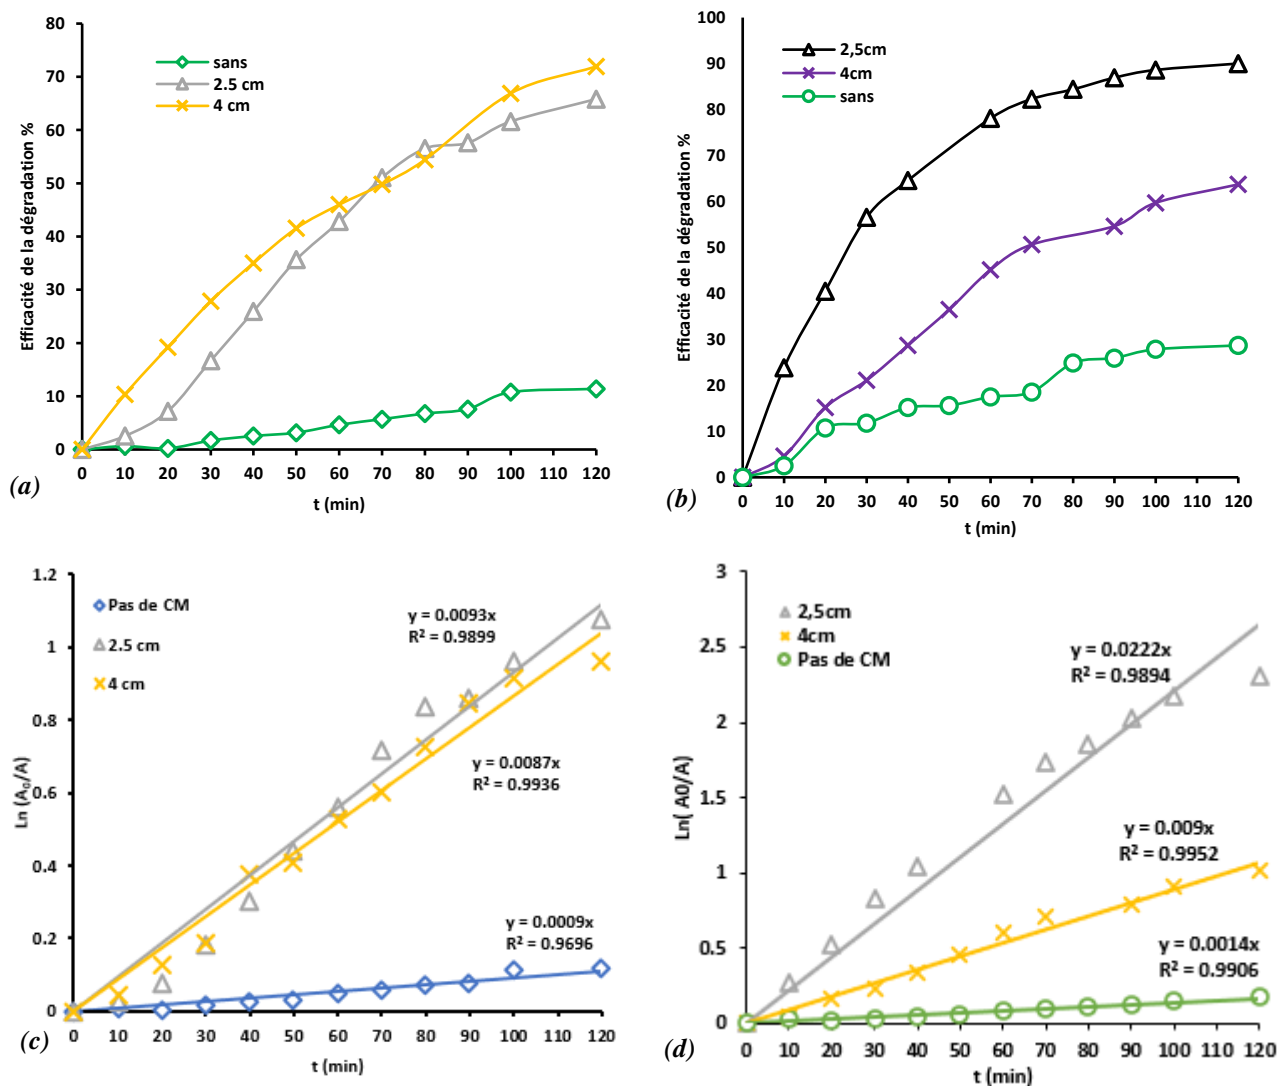 80
70
60
50
40
30
20
10
0
Efficacité de la dégradation %
sans
2.5 cm
4 cm
0 10 20 30 40 50 60 70 80 90 100 110 120
t (min)
(a)
100
90
80
70
60
50
40
30
20
10
0
Efficacité de la dégradation %
2,5cm
4cm
sans
0 10 20 30 40 50 60 70 80 90 100 110 120
t (min)
(b)
1.2
1
0.8
0.6
0.4
0.2
0
Ln (A₀/A)
Pas de CM
2.5 cm
4 cm
y = 0.0093x
R² = 0.9899
y = 0.0087x
R² = 0.9936
y = 0.0009x
R² = 0.9696
0 10 20 30 40 50 60 70 80 90 100 110 120
t (min)
(c)
3
2.5
2
1.5
1
0.5
0
Ln( A0/A)
2,5cm
4cm
Pas de CM
y = 0.0222x
R² = 0.9894
y = 0.009x
R² = 0.9952
y = 0.0014x
R² = 0.9906
0 10 20 30 40 50 60 70 80 90 100 110 120
t (min)
(d)